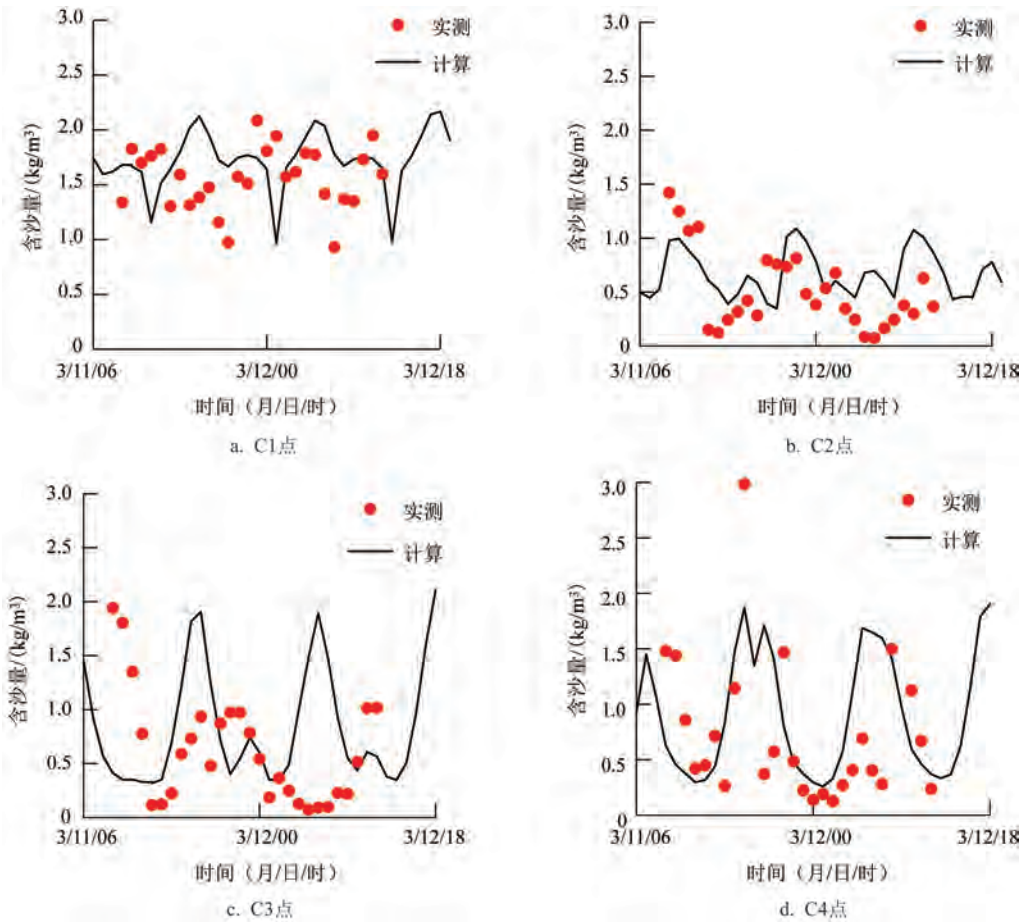 3.0
实测
计算
2.5
2.0
含沙量/(kg/m³)
1.5
1.0
0.5
0
3/11/06
3/12/00
3/12/18
时间（月/日/时）
a. C1点
3.0
实测
计算
2.5
2.0
含沙量/(kg/m³)
1.5
1.0
0.5
0
3/11/06
3/12/00
3/12/18
时间（月/日/时）
b. C2点
3.0
实测
计算
2.5
2.0
含沙量/(kg/m³)
1.5
1.0
0.5
0
3/11/06
3/12/00
3/12/18
时间（月/日/时）
c. C3点
3.0
实测
计算
2.5
2.0
含沙量/(kg/m³)
1.5
1.0
0.5
0
3/11/06
3/12/00
3/12/18
时间（月/日/时）
d. C4点